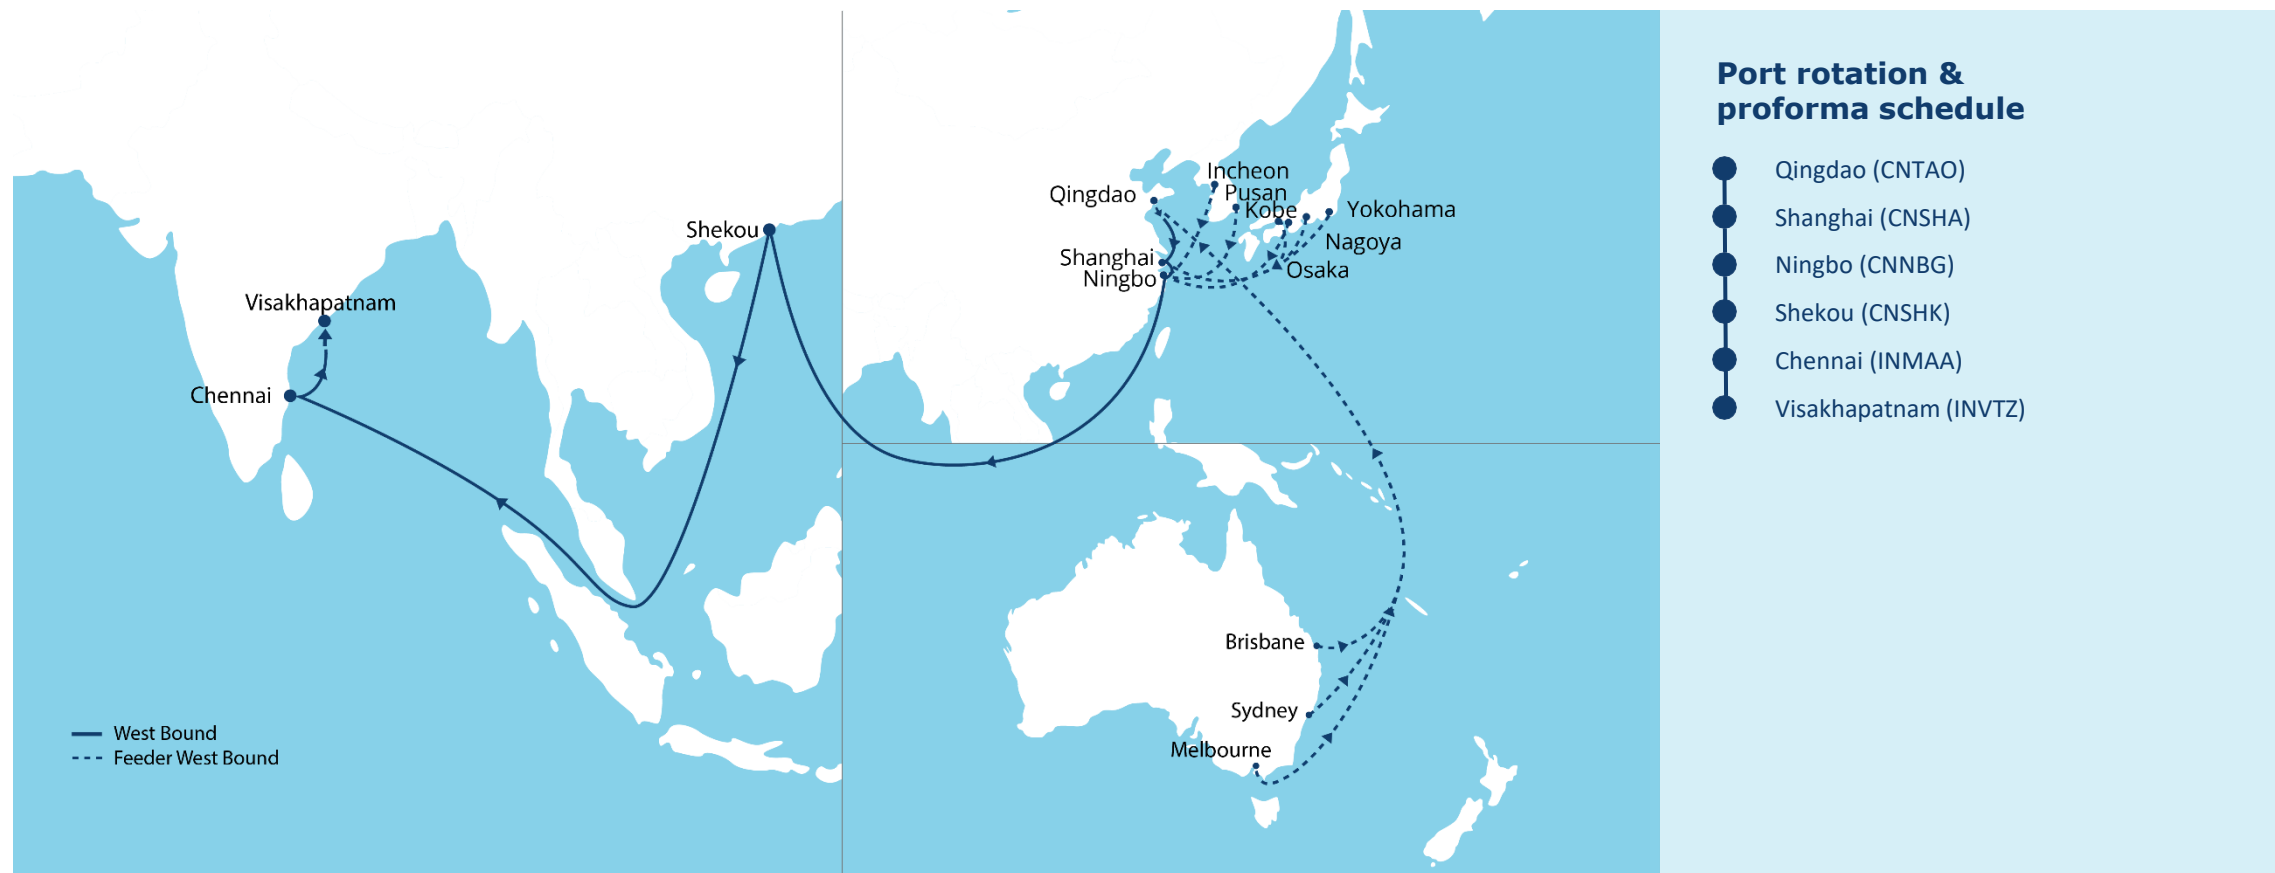 Port rotation &
proforma schedule
Qingdao (CNTAO)
Shanghai (CNSHA)
Ningbo (CNNBG)
Shekou (CNSHK)
Chennai (INMAA)
Visakhapatnam (INVTZ)
Incheon
Pusan
Qingdao
Kobe
Yokohama
Shekou
Nagoya
Shanghai
Osaka
Ningbo
Visakhapatnam
Chennai
Brisbane
Sydney
Melbourne
West Bound
Feeder West Bound